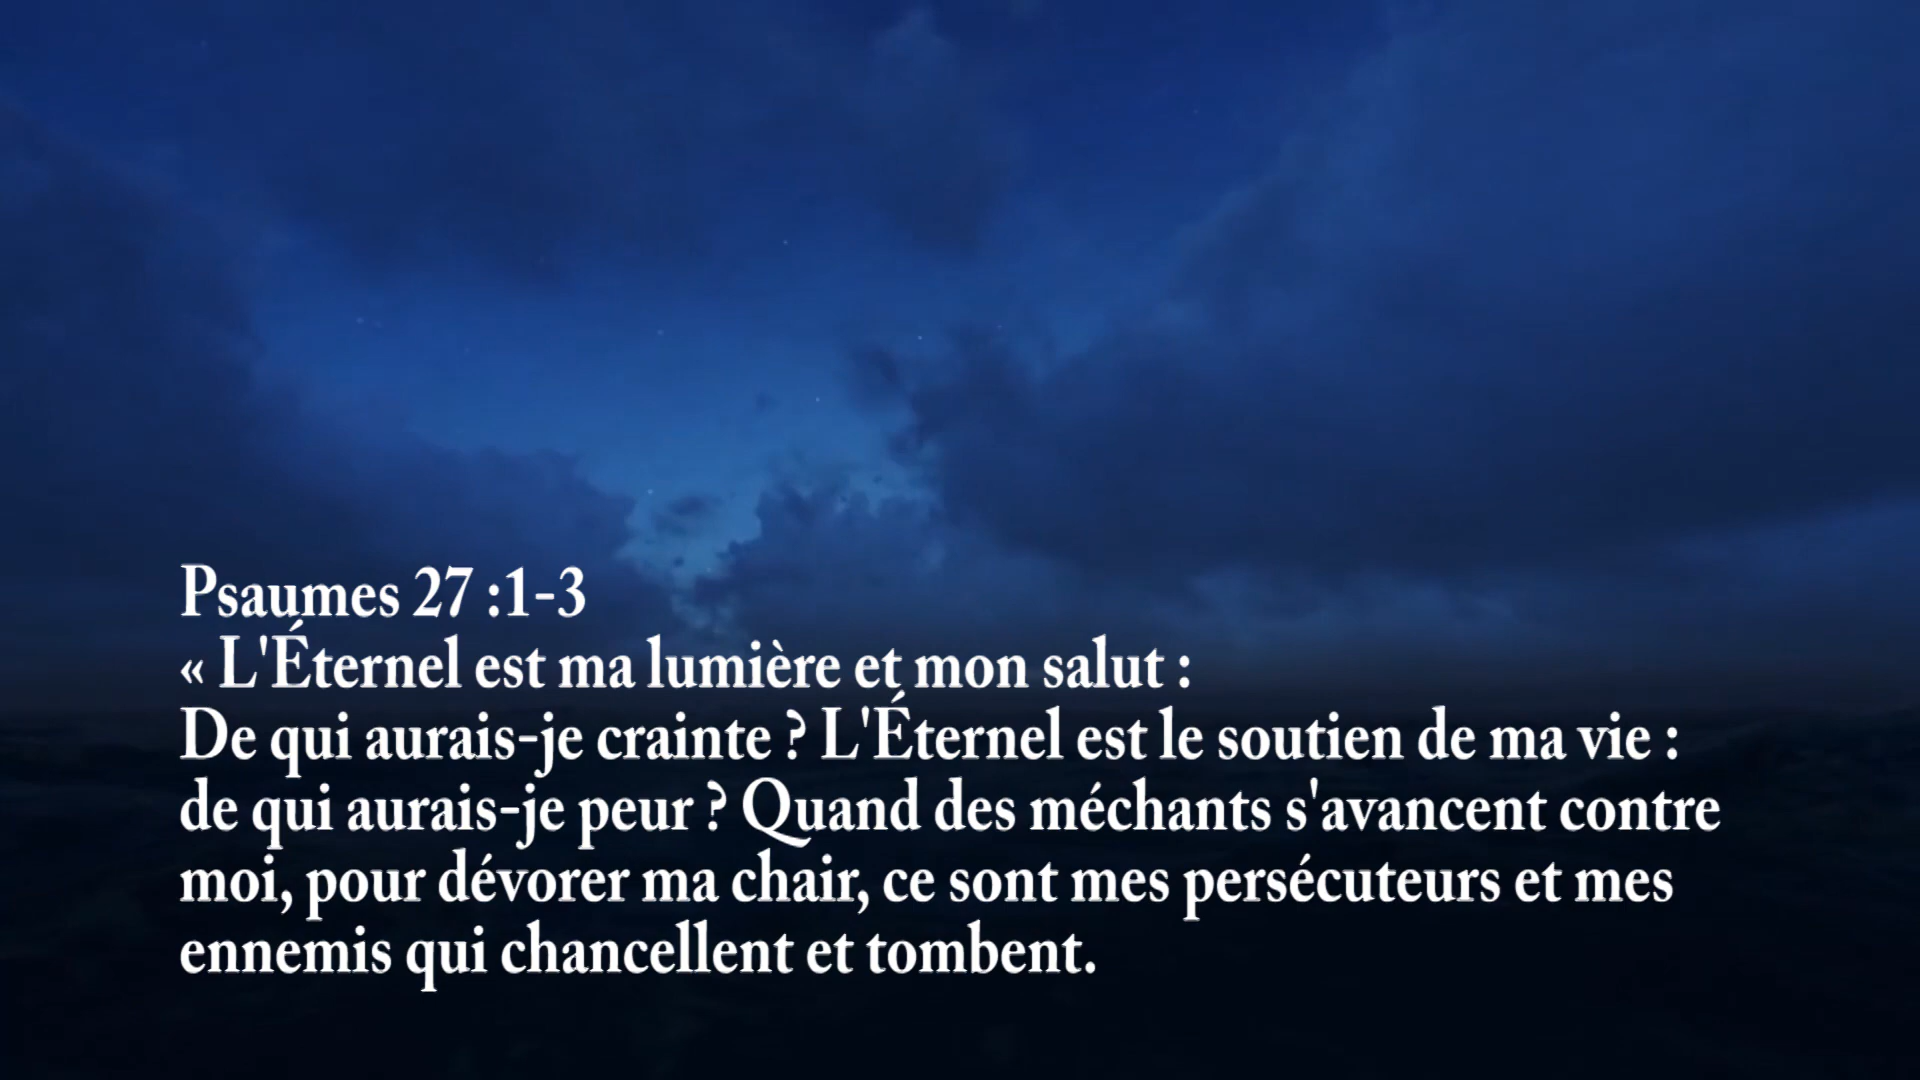 Psaumes 27 :1-3
« L'Éternel est ma lumière et mon salut :
De qui aurais-je crainte ? L'Éternel est le soutien de ma vie :
de qui aurais-je peur ? Quand des méchants s'avancent contre
moi, pour dévorer ma chair, ce sont mes persécuteurs et mes
ennemis qui chancellent et tombent.